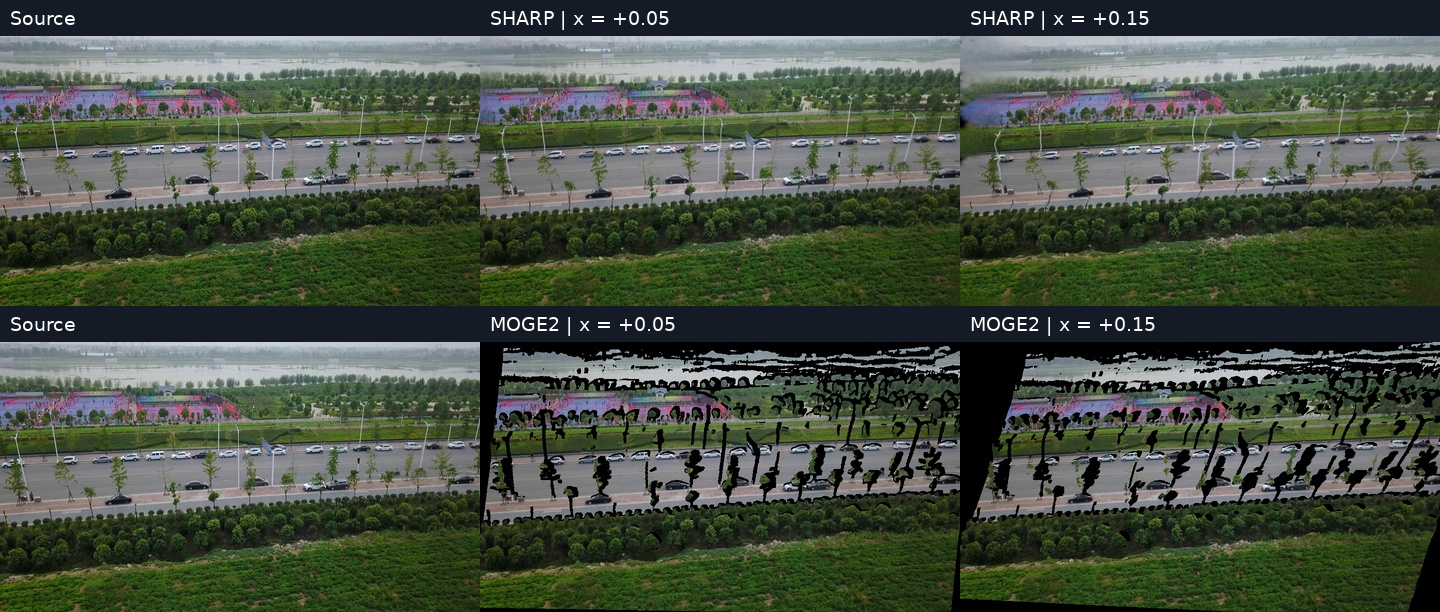 Source
SHARP | x = +0.05
SHARP | x = +0.15
Source
MOGE2 | x = +0.05
MOGE2 | x = +0.15